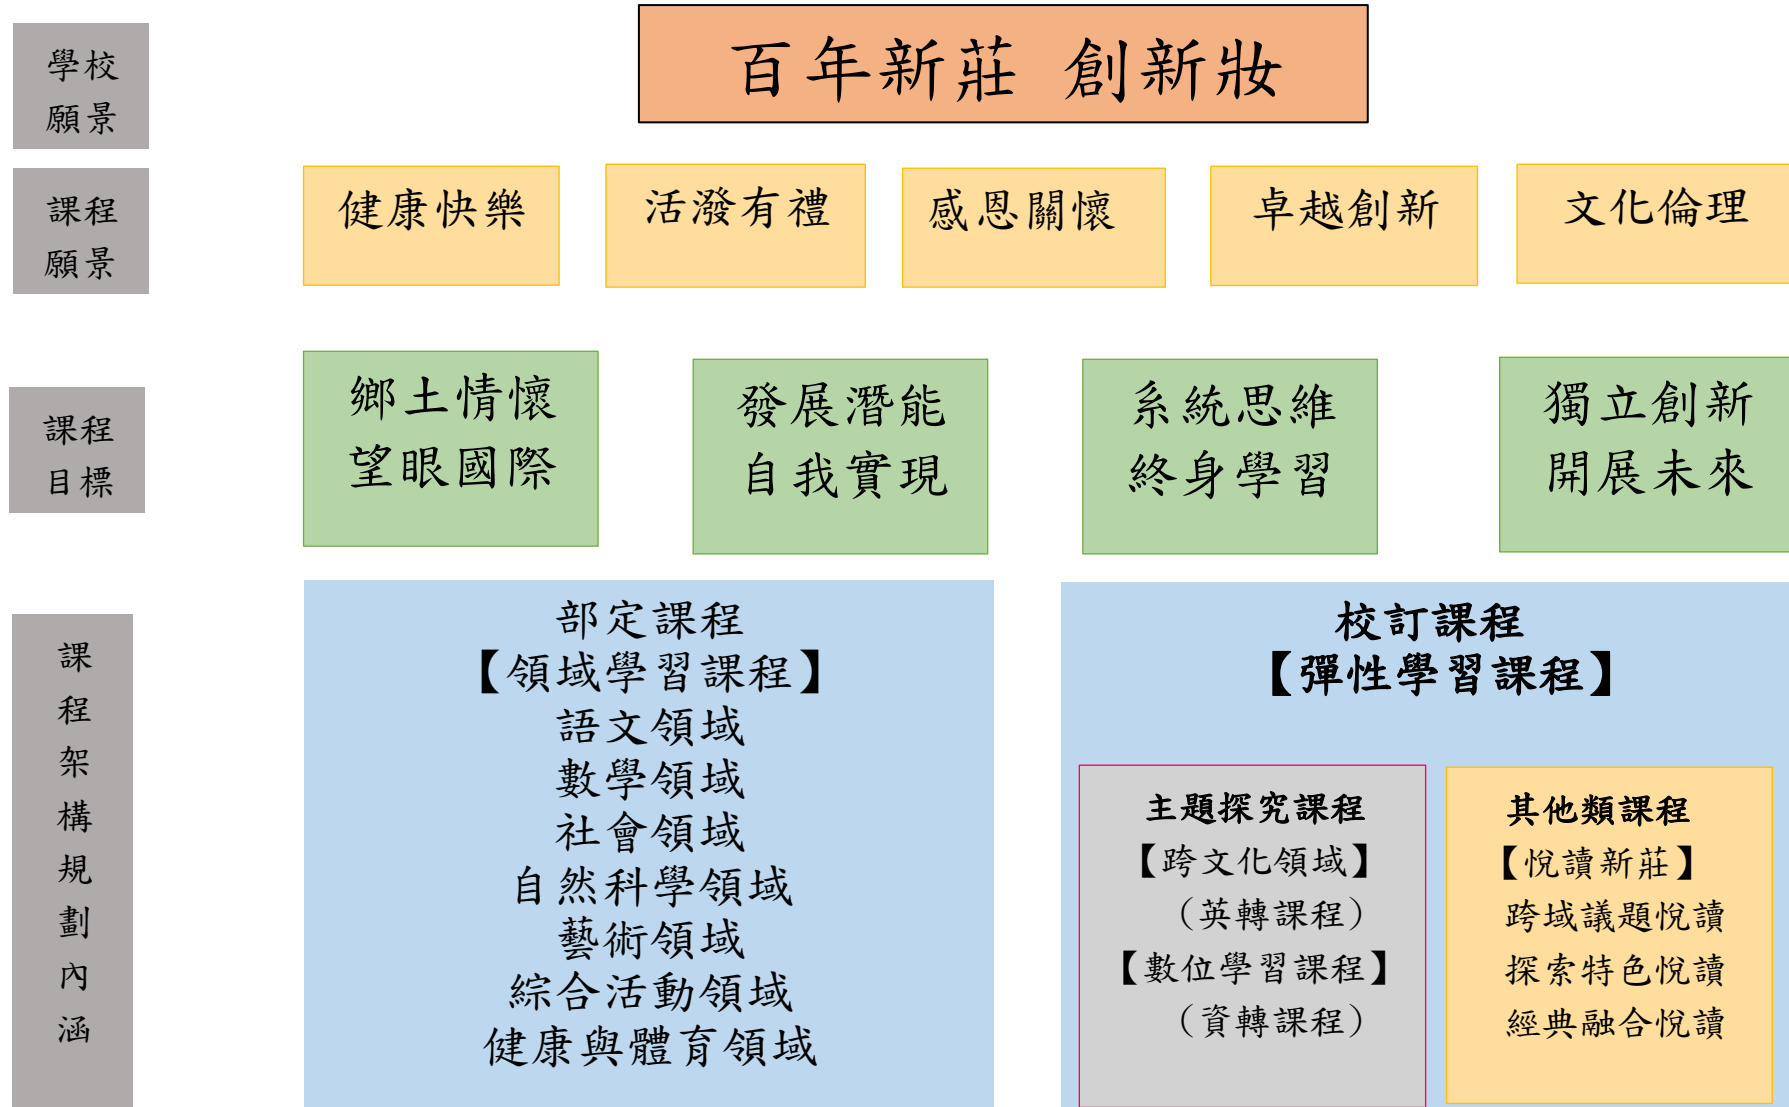 學校
願景
百年新莊 創新妝
課程
願景
健康快樂
活潑有禮
感恩關懷
卓越創新
文化倫理
課程
目標
鄉土情懷
望眼國際
發展潛能
自我實現
系統思維
終身學習
獨立創新
開展未來
課
程
架
構
規
劃
內
涵
部定課程
【領域學習課程】
語文領域
數學領域
社會領域
自然科學領域
藝術領域
綜合活動領域
健康與體育領域
校訂課程
【彈性學習課程】
主題探究課程
【跨文化領域】
（英轉課程）
【數位學習課程】
（資轉課程）
其他類課程
【悅讀新莊】
跨域議題悅讀
探索特色悅讀
經典融合悅讀